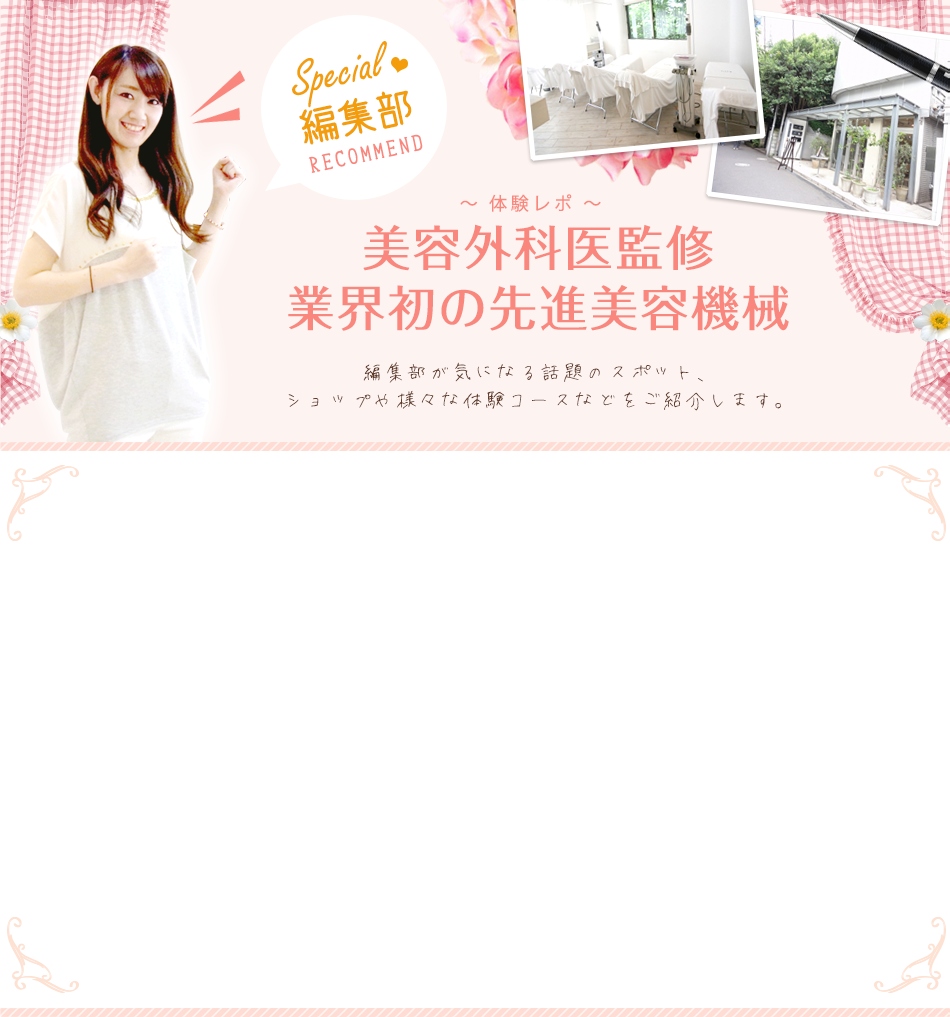 Special
編集部
RECOMMEND
～ 体験レポ ～
美容外科医監修
業界初の先進美容機械
編集部が気になる話題のスポット、
ショップや様々な体験コースなどをご紹介します。